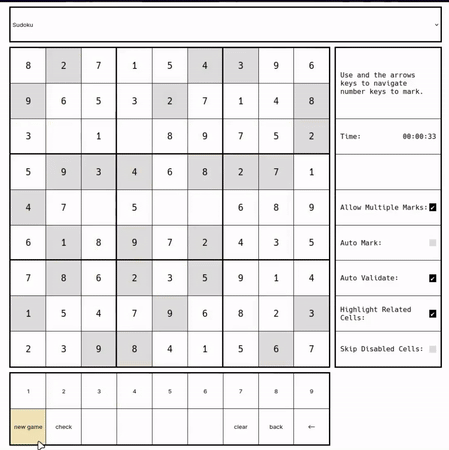 Sudoku
8 2 7 1 5 4 3 9 6
9 6 5 3 2 7 1 4 8
3 1 8 9 7 5 2
5 9 3 4 6 8 2 7 1
4 7 5 6 8 9
6 1 8 9 7 2 4 3 5
7 8 6 2 3 5 9 1 4
1 5 4 7 9 6 8 2 3
2 3 9 8 4 1 5 6 7
Use and the arrows
keys to navigate
number keys to mark.
Time: 00:00:33
Allow Multiple Marks:
Auto Mark:
Auto Validate:
Highlight Related
Cells:
Skip Disabled Cells:
1 2 3 4 5 6 7 8 9
new game check clear back ←